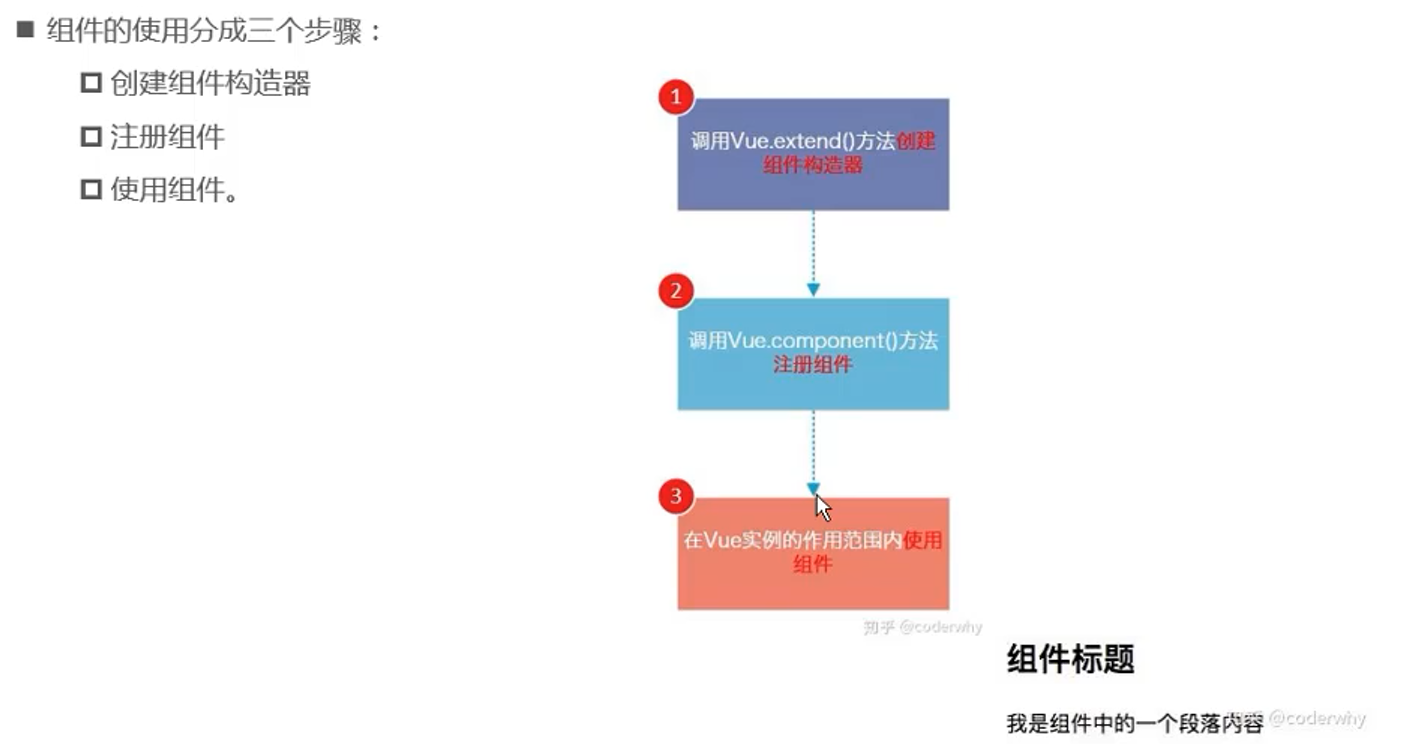 组件的使用分成三个步骤：
创建组件构造器
注册组件
使用组件。
1
调用Vue.extend()方法创建
组件构造器
2
调用Vue.component()方法
注册组件
3
在Vue实例的作用范围内使用
组件
知乎 @coderwhy
组件标题
我是组件中的一个段落内容
知乎 @coderwhy